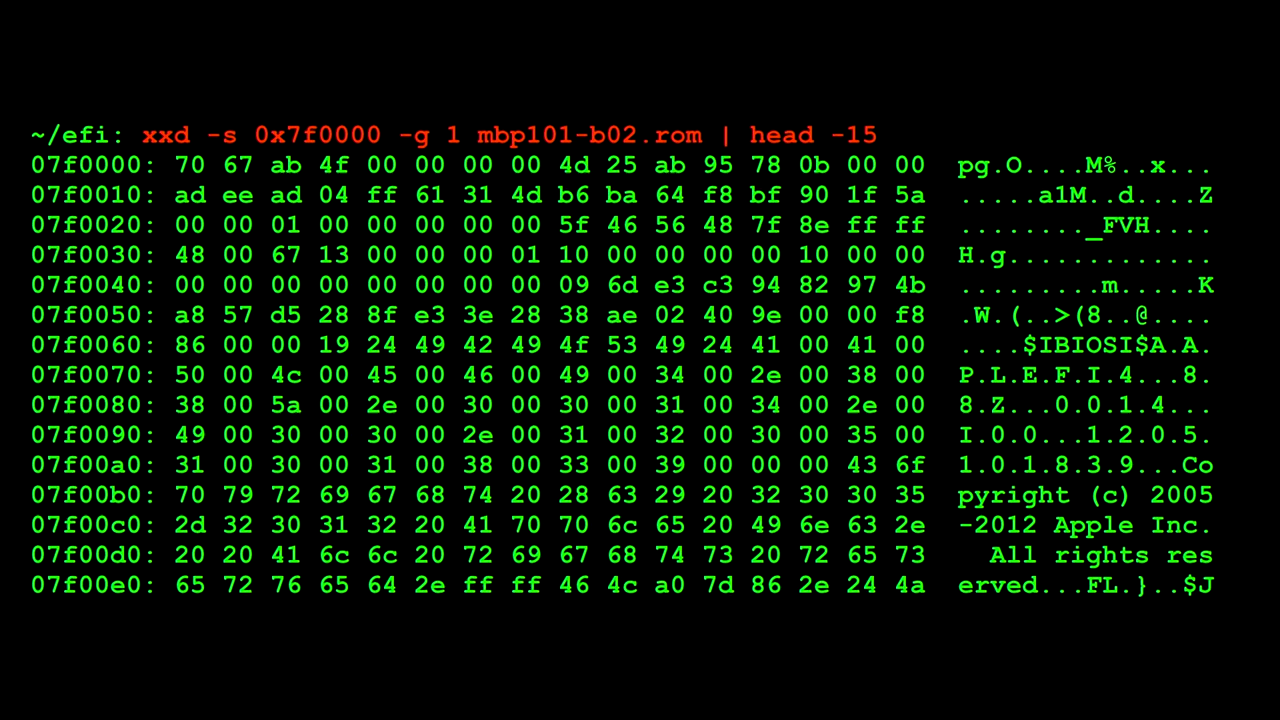 ~/efi: xxd -s 0x7f0000 -g 1 mbp101-b02.rom | head -15
07f0000: 70 67 ab 4f 00 00 00 00 4d 25 ab 95 78 0b 00 00  pg.O....M%..x...
07f0010: ad ee ad 04 ff 61 31 4d b6 ba 64 f8 bf 90 1f 5a  .....a1M..d....Z
07f0020: 00 00 01 00 00 00 00 00 5f 46 56 48 7f 8e ff ff  ........_FVH....
07f0030: 48 00 67 13 00 00 00 01 10 00 00 00 00 10 00 00  H.g.............
07f0040: 00 00 00 00 00 00 00 00 09 6d e3 c3 94 82 97 4b  .........m.....K
07f0050: a8 57 d5 28 8f e3 3e 28 38 ae 02 40 9e 00 00 f8  .W.(..>(8..@....
07f0060: 86 00 00 19 24 49 42 49 4f 53 49 24 41 00 41 00  ....$IBIOSI$A.A.
07f0070: 50 00 4c 00 45 00 46 00 49 00 34 00 2e 00 38 00  P.L.E.F.I.4...8.
07f0080: 38 00 5a 00 2e 00 30 00 30 00 31 00 34 00 2e 00  8.Z...0.0.1.4...
07f0090: 49 00 30 00 30 00 2e 00 31 00 32 00 30 00 35 00  I.0.0...1.2.0.5.
07f00a0: 31 00 30 00 31 00 38 00 33 00 39 00 00 00 43 6f  1.0.1.8.3.9...Co
07f00b0: 70 79 72 69 67 68 74 20 28 63 29 20 32 30 30 35  pyright (c) 2005
07f00c0: 2d 32 30 31 32 20 41 70 70 6c 65 20 49 6e 63 2e  -2012 Apple Inc.
07f00d0: 20 20 41 6c 6c 20 72 69 67 68 74 73 20 72 65 73    All rights res
07f00e0: 65 72 76 65 64 2e ff ff 46 4c a0 7d 86 2e 24 4a  erved...FL.}..$J